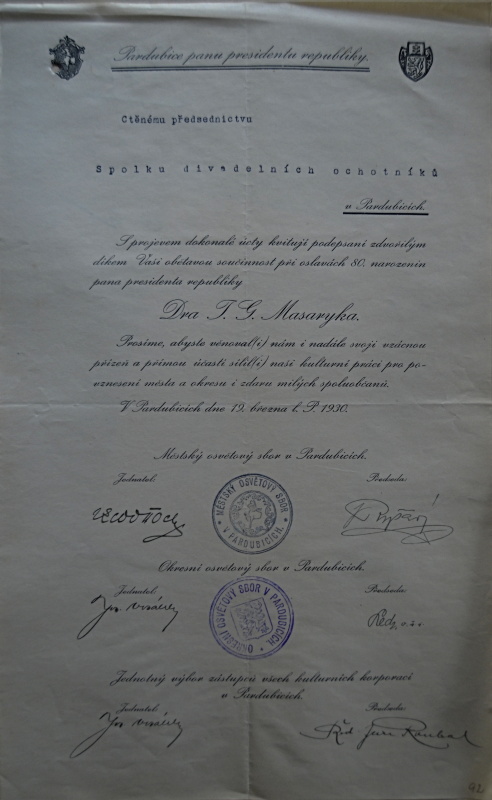 Pardubice panu presidentu republiky.
Ctěnému předsednictvu
Spolku divadelních ochotníků
v Pardubicích.
S projevem dokonalé úcty kvitují podepsaní zdvořilým
díkem Vaši obětavou součinnost při oslavách 80. narozenin
pana presidenta republiky
Dra T. G. Masaryka.
Prosíme, abyste věnoval(i) nám i nadále svoji vzácnou
přízeň a přímou účastí sílil(i) naši kulturní práci pro po-
vznesení města a okresu i zdaru milých spoluobčanů.
V Pardubicích dne 19. března l. P. 1930.
Městský osvětový sbor v Pardubicích.
Jednatel: Předseda:
MĚSTSKÝ OSVĚTOVÝ SBOR V PARDUBICÍCH.
Okresní osvětový sbor v Pardubicích.
Jednatel: Předseda:
OKRESNÍ OSVĚTOVÝ SBOR V PARDUBICÍCH.
Jednotný výbor zástupců všech kulturních korporací
v Pardubicích.
Jednatel: Předseda:
92